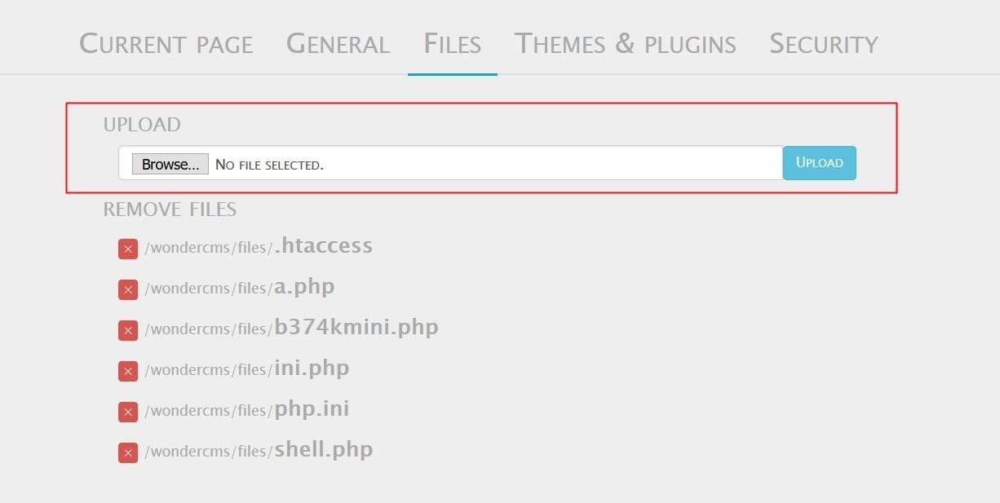 Current page General Files Themes & plugins Security
UPLOAD
Browse... No file selected. Upload
REMOVE FILES
/wondercms/files/.htaccess
/wondercms/files/a.php
/wondercms/files/b374kmini.php
/wondercms/files/ini.php
/wondercms/files/php.ini
/wondercms/files/shell.php